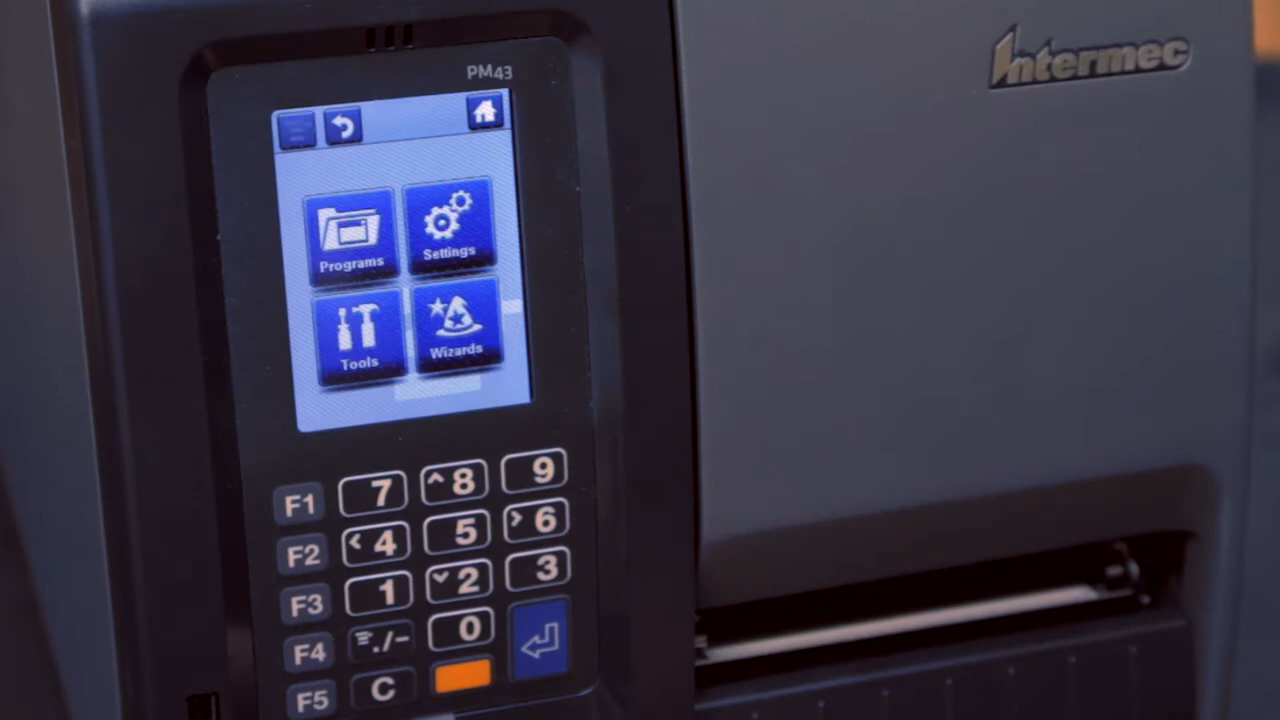 Intermec
PM43
Programs
Settings
Tools
Wizards
F1 7 ^8 9
F2 <4 5 >6
F3 1 ˅2 3
F4 ./- 0
F5 C